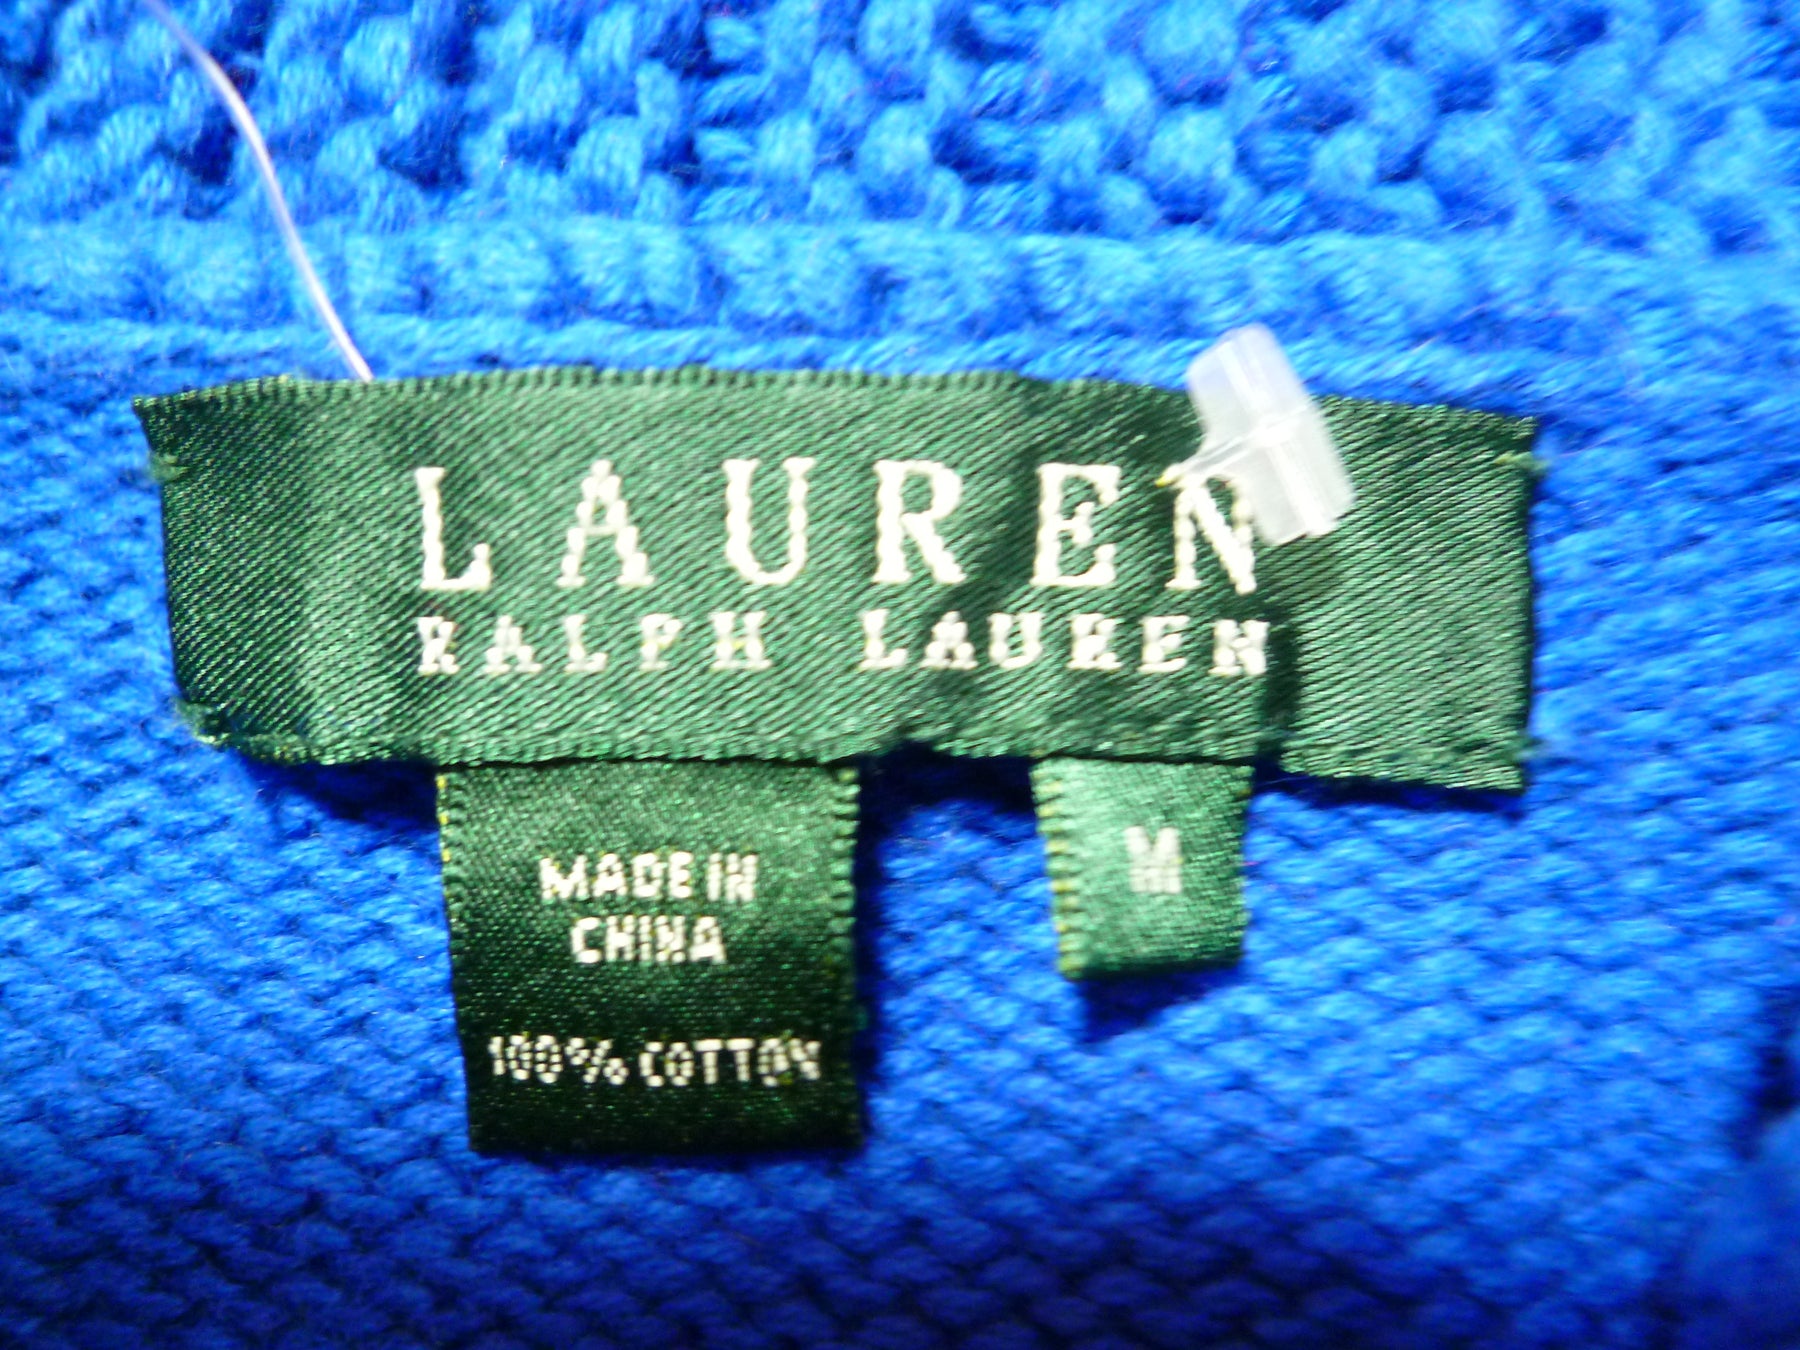 LAUREN
RALPH LAUREN
MADE IN
CHINA
100% COTTON
M